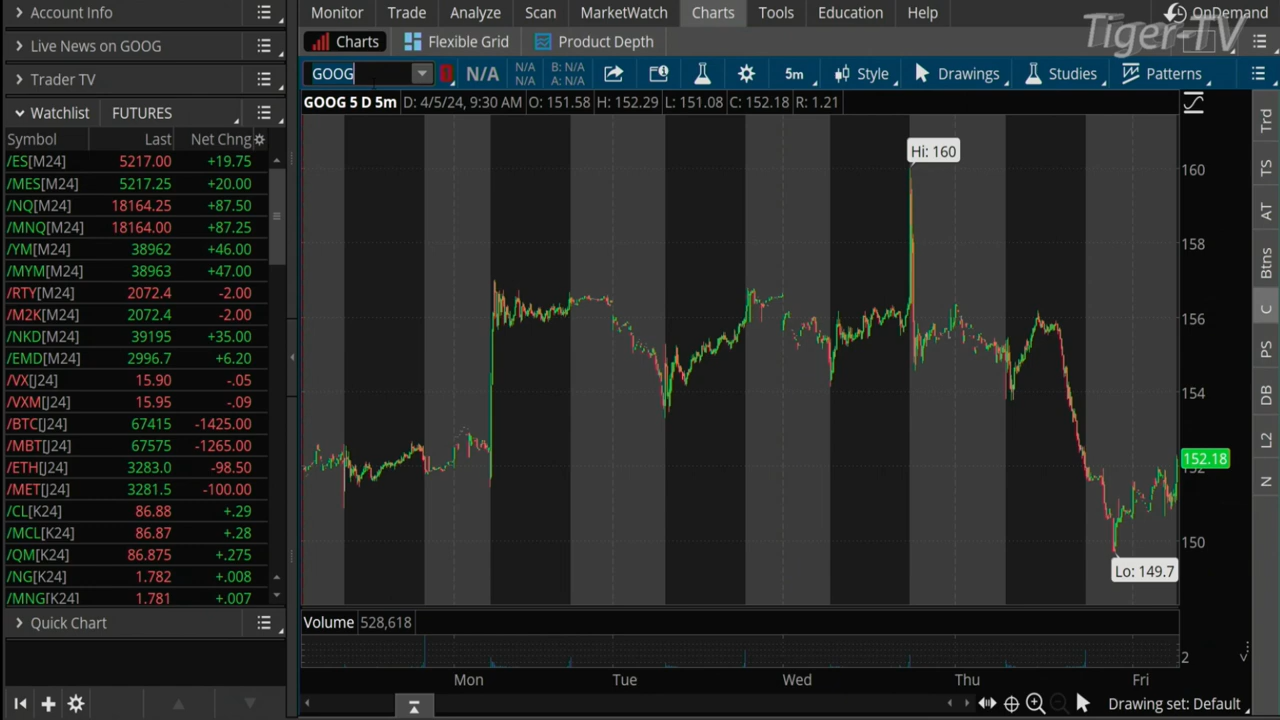 Account Info
Monitor Trade Analyze Scan MarketWatch Charts Tools Education Help OnDemand
Tiger-TV
Live News on GOOG
Charts Flexible Grid Product Depth
Trader TV
GOOG N/A N/A N/A B: N/A A: N/A 5m Style Drawings Studies Patterns
Watchlist FUTURES
GOOG 5 D 5m D: 4/5/24, 9:30 AM O: 151.58 H: 152.29 L: 151.08 C: 152.18 R: 1.21
Symbol Last Net Chng
/ES[M24] 5217.00 +19.75
/MES[M24] 5217.25 +20.00
/NQ[M24] 18164.25 +87.50
/MNQ[M24] 18164.00 +87.25
/YM[M24] 38962 +46.00
/MYM[M24] 38963 +47.00
/RTY[M24] 2072.4 -2.00
/M2K[M24] 2072.4 -2.00
/NKD[M24] 39195 +35.00
/EMD[M24] 2996.7 +6.20
/VX[J24] 15.90 -.05
/VXM[J24] 15.95 -.09
/BTC[J24] 67415 -1425.00
/MBT[J24] 67575 -1265.00
/ETH[J24] 3283.0 -98.50
/MET[J24] 3281.5 -100.00
/CL[K24] 86.88 +.29
/MCL[K24] 86.87 +.28
/QM[K24] 86.875 +.275
/NG[K24] 1.782 +.008
/MNG[K24] 1.781 +.007
Quick Chart
Hi: 160
160
158
156
154
152.18
152
150
Lo: 149.7
Volume 528,618
2
Mon Tue Wed Thu Fri
Drawing set: Default
Trd
TS
AT
Btns
C
PS
DB
L2
N